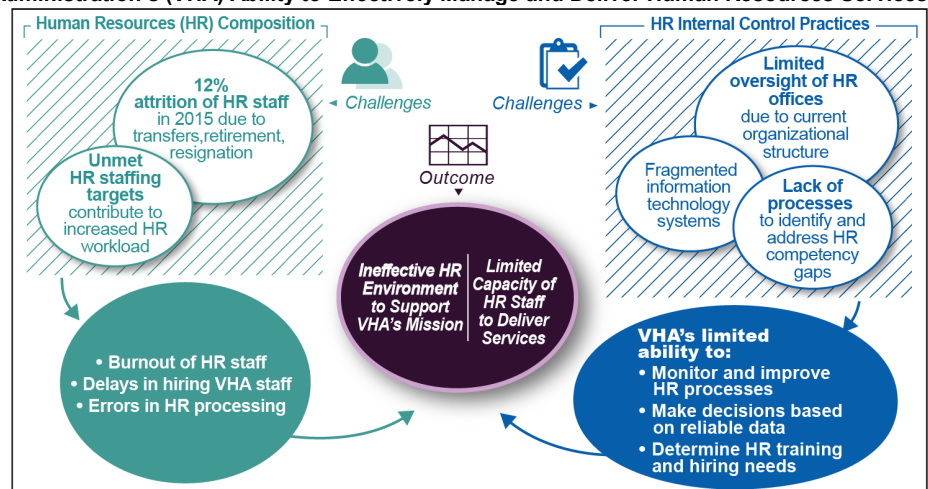 Administration's (VHA) Ability to Effectively Manage and Deliver Human Resources Services
Human Resources (HR) Composition
12%
attrition of HR staff
in 2015 due to
transfers,retirement,
resignation
Unmet
HR staffing
targets
contribute to
increased HR
workload
Challenges
• Burnout of HR staff
• Delays in hiring VHA staff
• Errors in HR processing
Outcome
Ineffective HR
Environment
to Support
VHA's Mission
Limited
Capacity of
HR Staff
to Deliver
Services
HR Internal Control Practices
Challenges
Limited
oversight of HR
offices
due to current
organizational
structure
Fragmented
information
technology
systems
Lack of
processes
to identify and
address HR
competency
gaps
VHA's limited
ability to:
• Monitor and improve
HR processes
• Make decisions based
on reliable data
• Determine HR training
and hiring needs